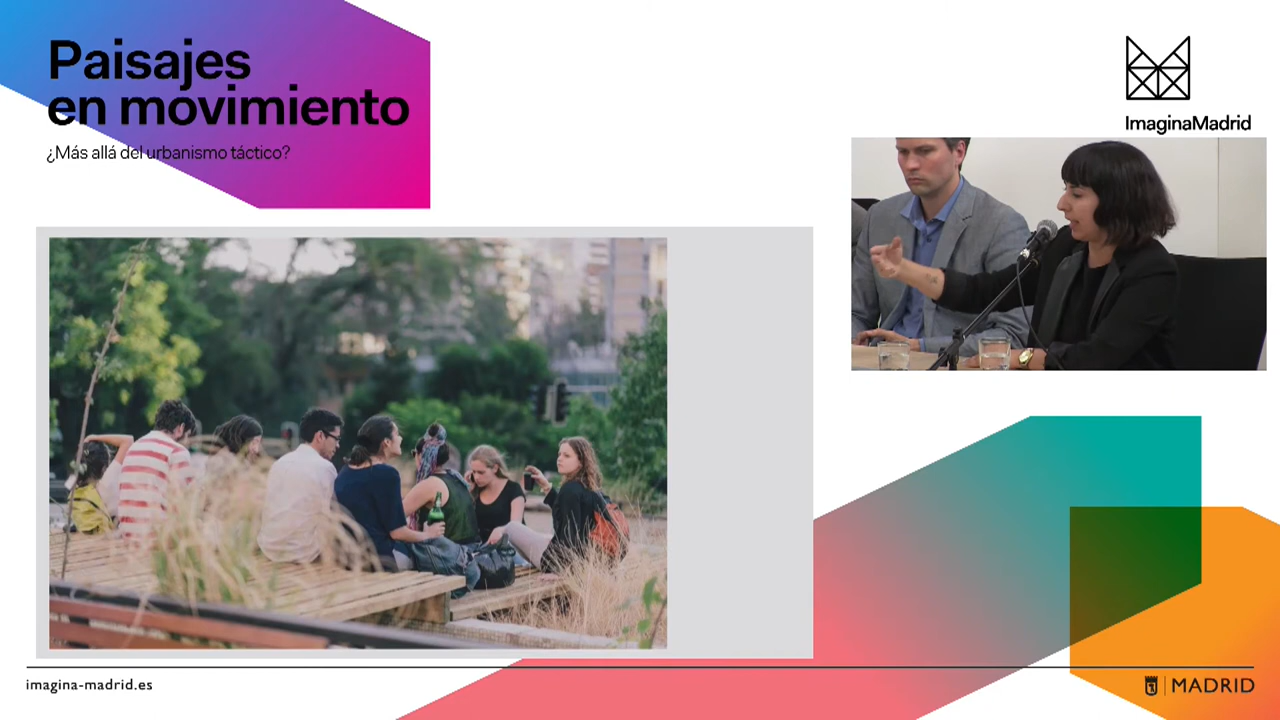 Paisajes
en movimiento
¿Más allá del urbanismo táctico?
ImaginaMadrid
imagina-madrid.es
MADRID